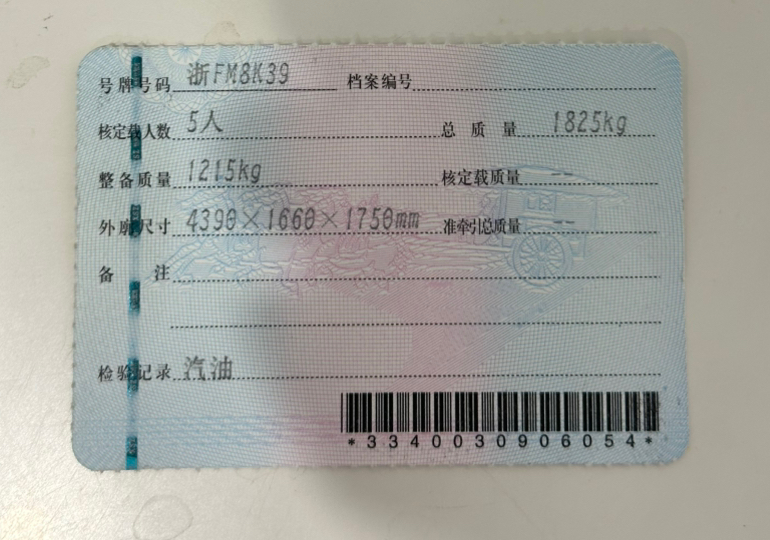 号牌号码 浙FM8K39 档案编号
核定载人数 5人 总质量 1825kg
整备质量 1215kg 核定载质量 --
外廓尺寸 4390×1660×1750mm 准牵引总质量 --
备注
检验记录 汽油
*3340030906054*